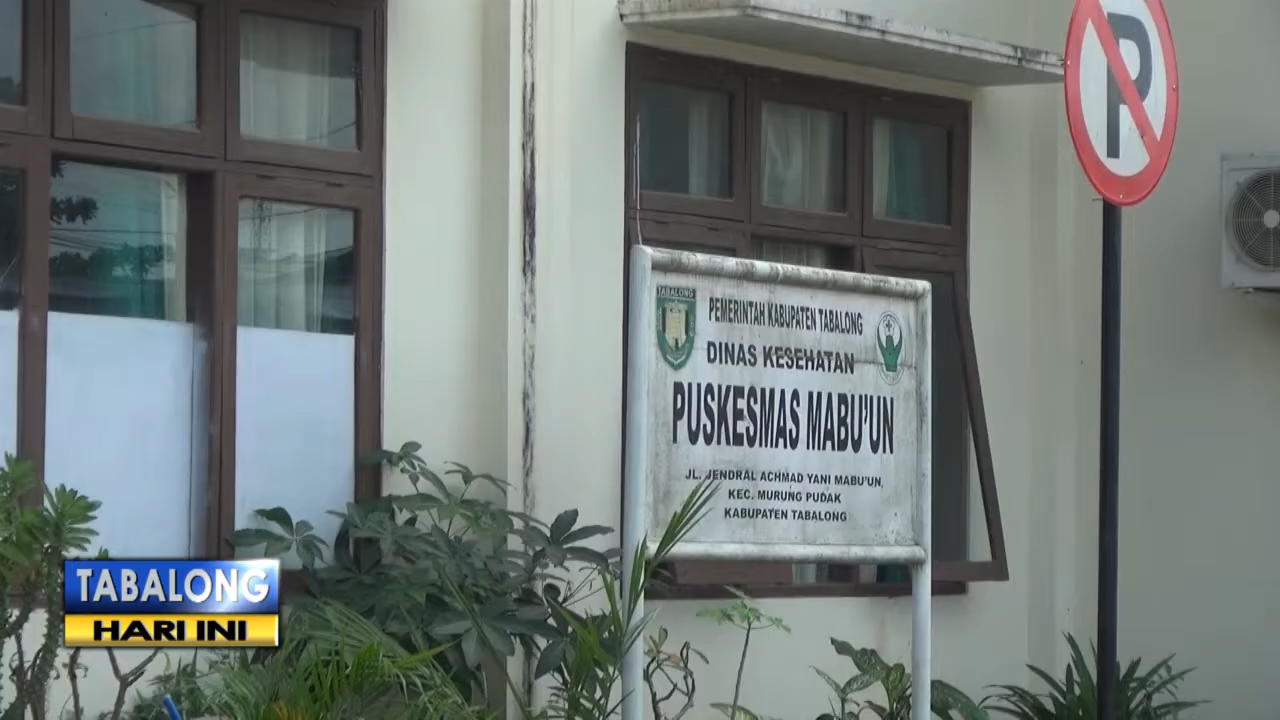 P
TABALONG
PEMERINTAH KABUPATEN TABALONG
DINAS KESEHATAN
PUSKESMAS MABU'UN
JL. JENDRAL ACHMAD YANI MABU'UN,
KEC. MURUNG PUDAK
KABUPATEN TABALONG
TABALONG
HARI INI